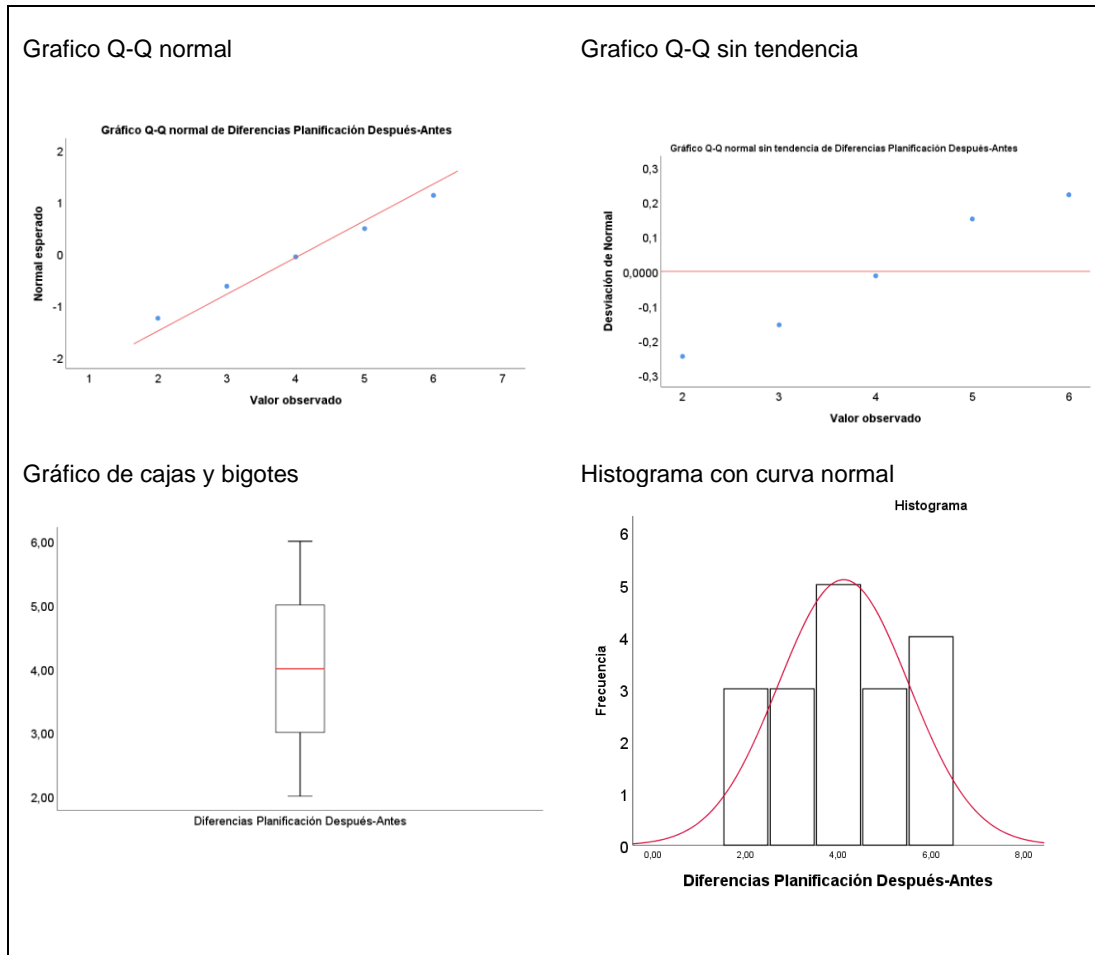 Grafico Q-Q normal
Grafico Q-Q sin tendencia
Gráfico Q-Q normal de Diferencias Planificación Después-Antes
2
1
0
-1
-2
Normal esperado
1 2 3 4 5 6 7
Valor observado
Gráfico Q-Q normal sin tendencia de Diferencias Planificación Después-Antes
0,3
0,2
0,1
0,0000
-0,1
-0,2
-0,3
Desviación de Normal
2 3 4 5 6
Valor observado
Gráfico de cajas y bigotes
Histograma con curva normal
6,00
5,00
4,00
3,00
2,00
Diferencias Planificación Después-Antes
Histograma
6
5
4
3
2
1
0
Frecuencia
0,00 2,00 4,00 6,00 8,00
Diferencias Planificación Después-Antes